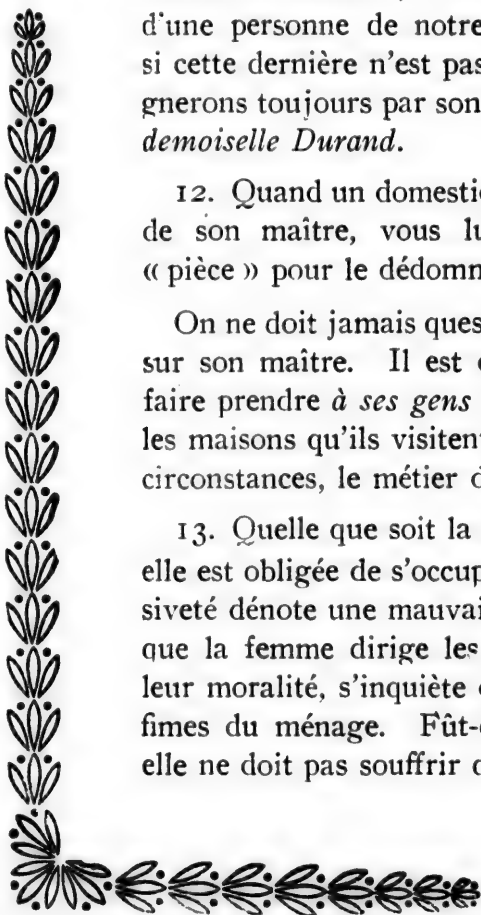 d'une personne de notre
si cette dernière n'est pas
gnerons toujours par son
demoiselle Durand.
12. Quand un domesti
de son maître, vous lu
« pièce » pour le dédomn
On ne doit jamais ques
sur son maître. Il est
faire prendre à ses gens
les maisons qu'ils visitent
circonstances, le métier d
13. Quelle que soit la
elle est obligée de s'occup
siveté dénote une mauvai
que la femme dirige les
leur moralité, s'inquiète
fimes du ménage. Fût-
elle ne doit pas souffrir